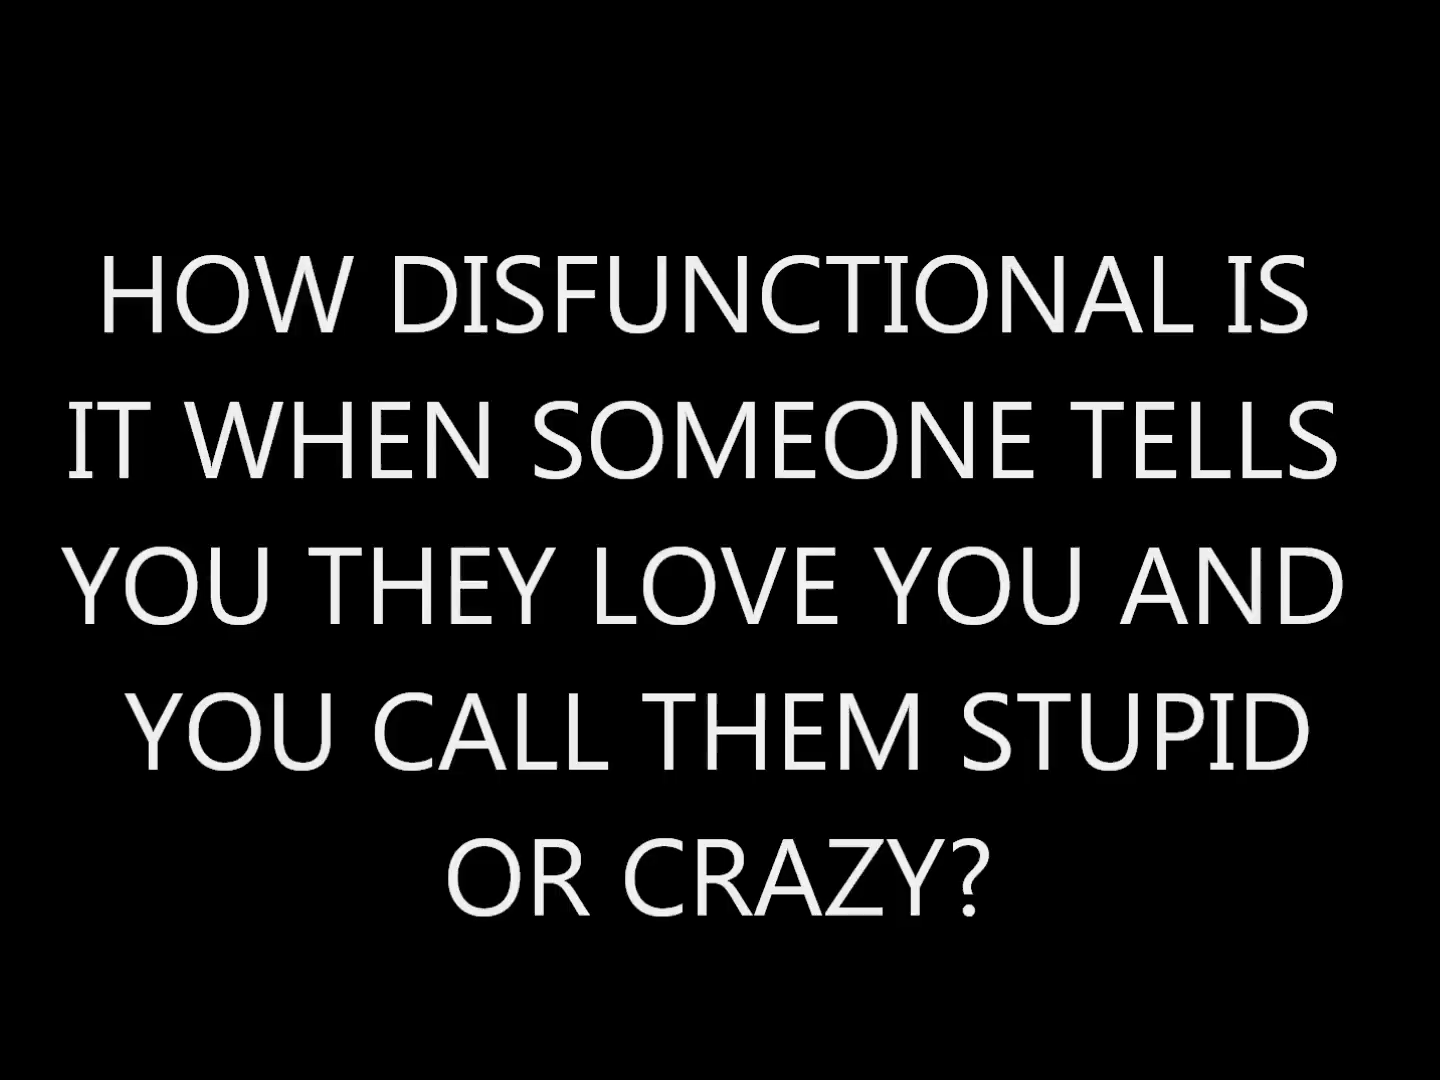 HOW DISFUNCTIONAL IS
IT WHEN SOMEONE TELLS
YOU THEY LOVE YOU AND
YOU CALL THEM STUPID
OR CRAZY?